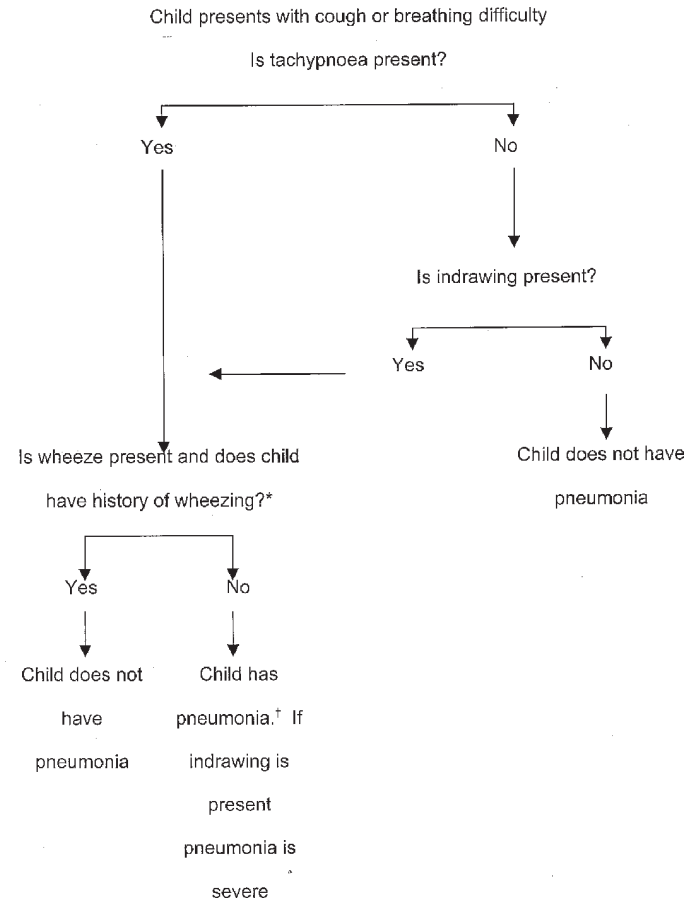 Child presents with cough or breathing difficulty
Is tachypnoea present?
Yes
No
Is indrawing present?
Yes
No
Is wheeze present and does child
have history of wheezing?*
Child does not have
pneumonia
Yes
No
Child does not
have
pneumonia
Child has
pneumonia.† If
indrawing is
present
pneumonia is
severe